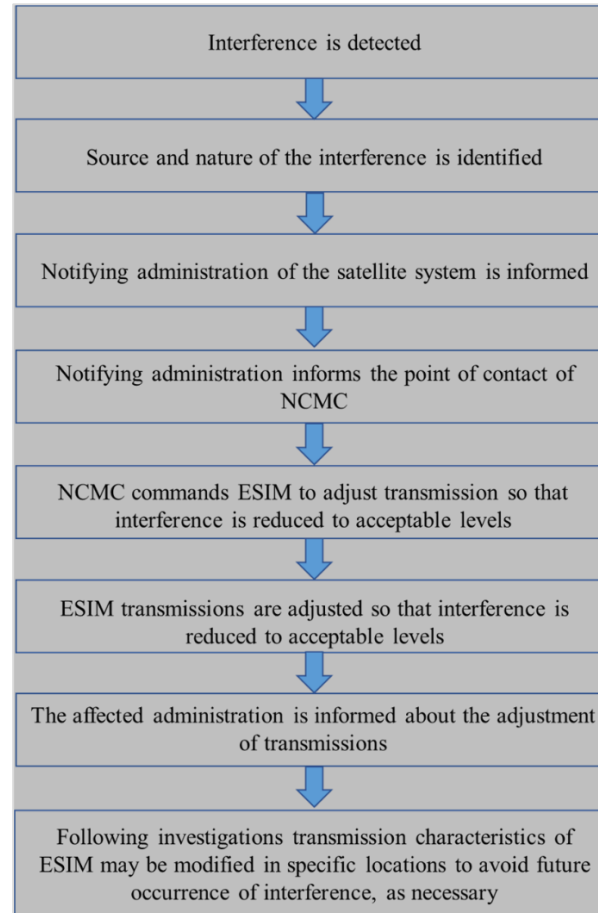 Interference is detected
Source and nature of the interference is identified
Notifying administration of the satellite system is informed
Notifying administration informs the point of contact of
NCMC
NCMC commands ESIM to adjust transmission so that
interference is reduced to acceptable levels
ESIM transmissions are adjusted so that interference is
reduced to acceptable levels
The affected administration is informed about the adjustment
of transmissions
Following investigations transmission characteristics of
ESIM may be modified in specific locations to avoid future
occurrence of interference, as necessary